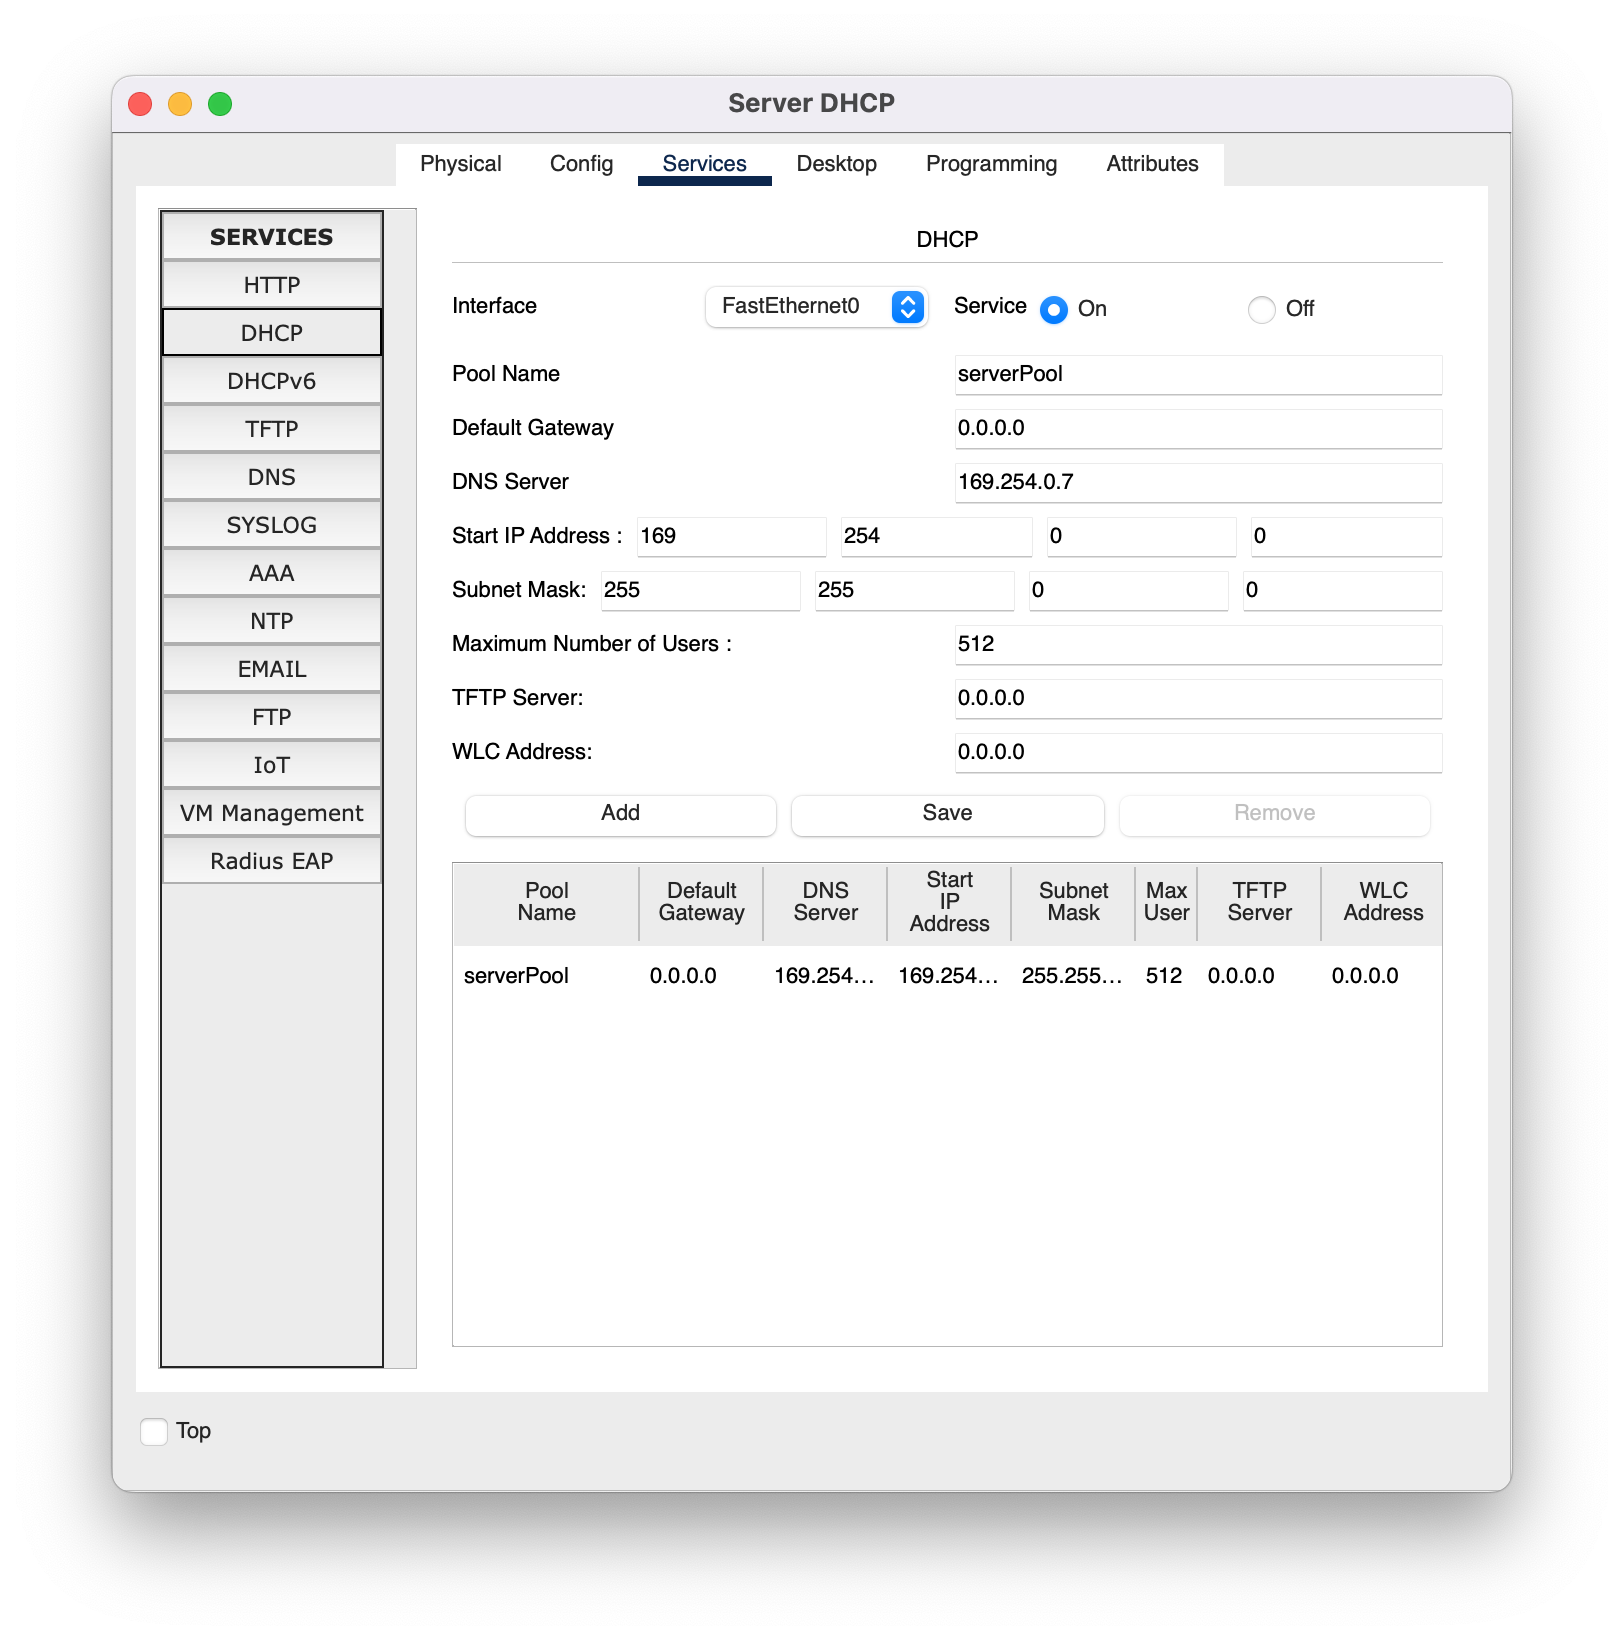 Server DHCP
Physical Config Services Desktop Programming Attributes
SERVICES
HTTP
DHCP
DHCPv6
TFTP
DNS
SYSLOG
AAA
NTP
EMAIL
FTP
IoT
VM Management
Radius EAP
DHCP
Interface FastEthernet0 Service On Off
Pool Name serverPool
Default Gateway 0.0.0.0
DNS Server 169.254.0.7
Start IP Address : 169 254 0 0
Subnet Mask: 255 255 0 0
Maximum Number of Users : 512
TFTP Server: 0.0.0.0
WLC Address: 0.0.0.0
Add Save Remove
Pool Name Default Gateway DNS Server Start IP Address Subnet Mask Max User TFTP Server WLC Address
serverPool 0.0.0.0 169.254... 169.254... 255.255... 512 0.0.0.0 0.0.0.0
Top